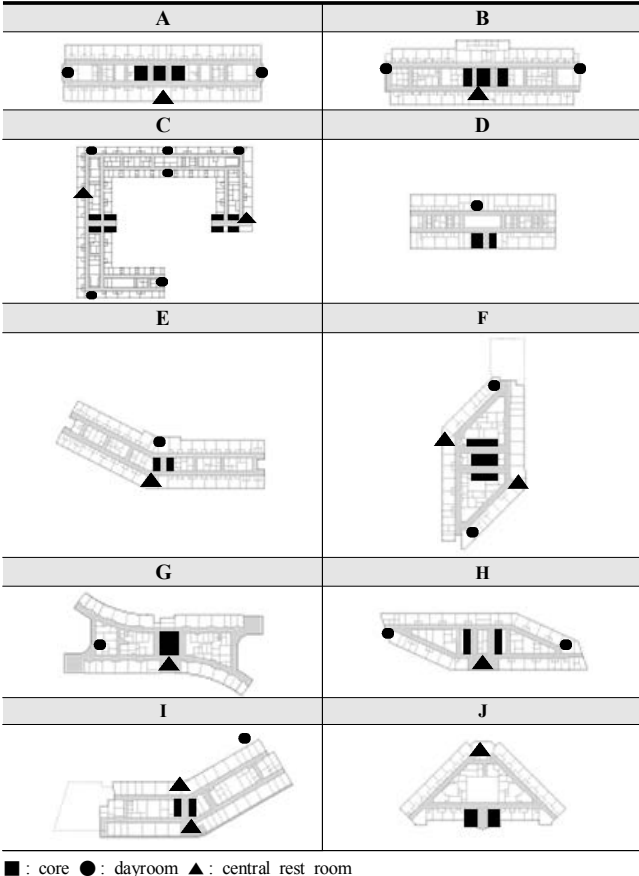 A B
C D
E F
G H
I J
■ : core ● : dayroom ▲ : central rest room